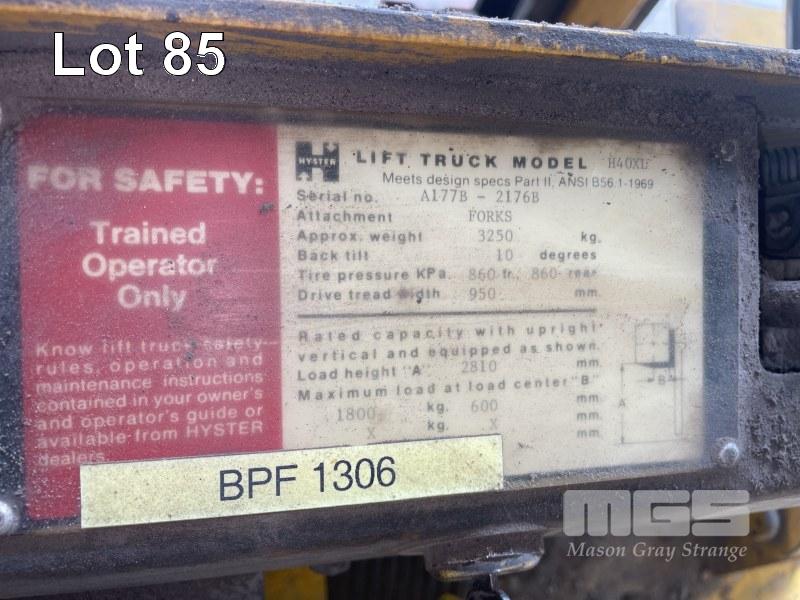 Lot 85
FOR SAFETY:
Trained
Operator
Only
Know lift truck safety
rules, operation and
maintenance instructions
contained in your owner's
and operator's guide or
available from HYSTER
dealers.
HYSTER
LIFT TRUCK MODEL H40XL
Meets design specs Part II, ANSI B56.1-1969
Serial no. A177B - 2176B
Attachment FORKS
Approx. weight 3250 kg.
Back tilt 10 degrees
Tire pressure KPa. 860 fr. 860 rear
Drive tread width 950 mm
Rated capacity with upright
vertical and equipped as shown.
Load height "A" 2810 mm.
Maximum load at load center "B"
1800 kg. 600 mm.
X kg. X mm.
mm.
A
B
BPF 1306
MGS
Mason Gray Strange